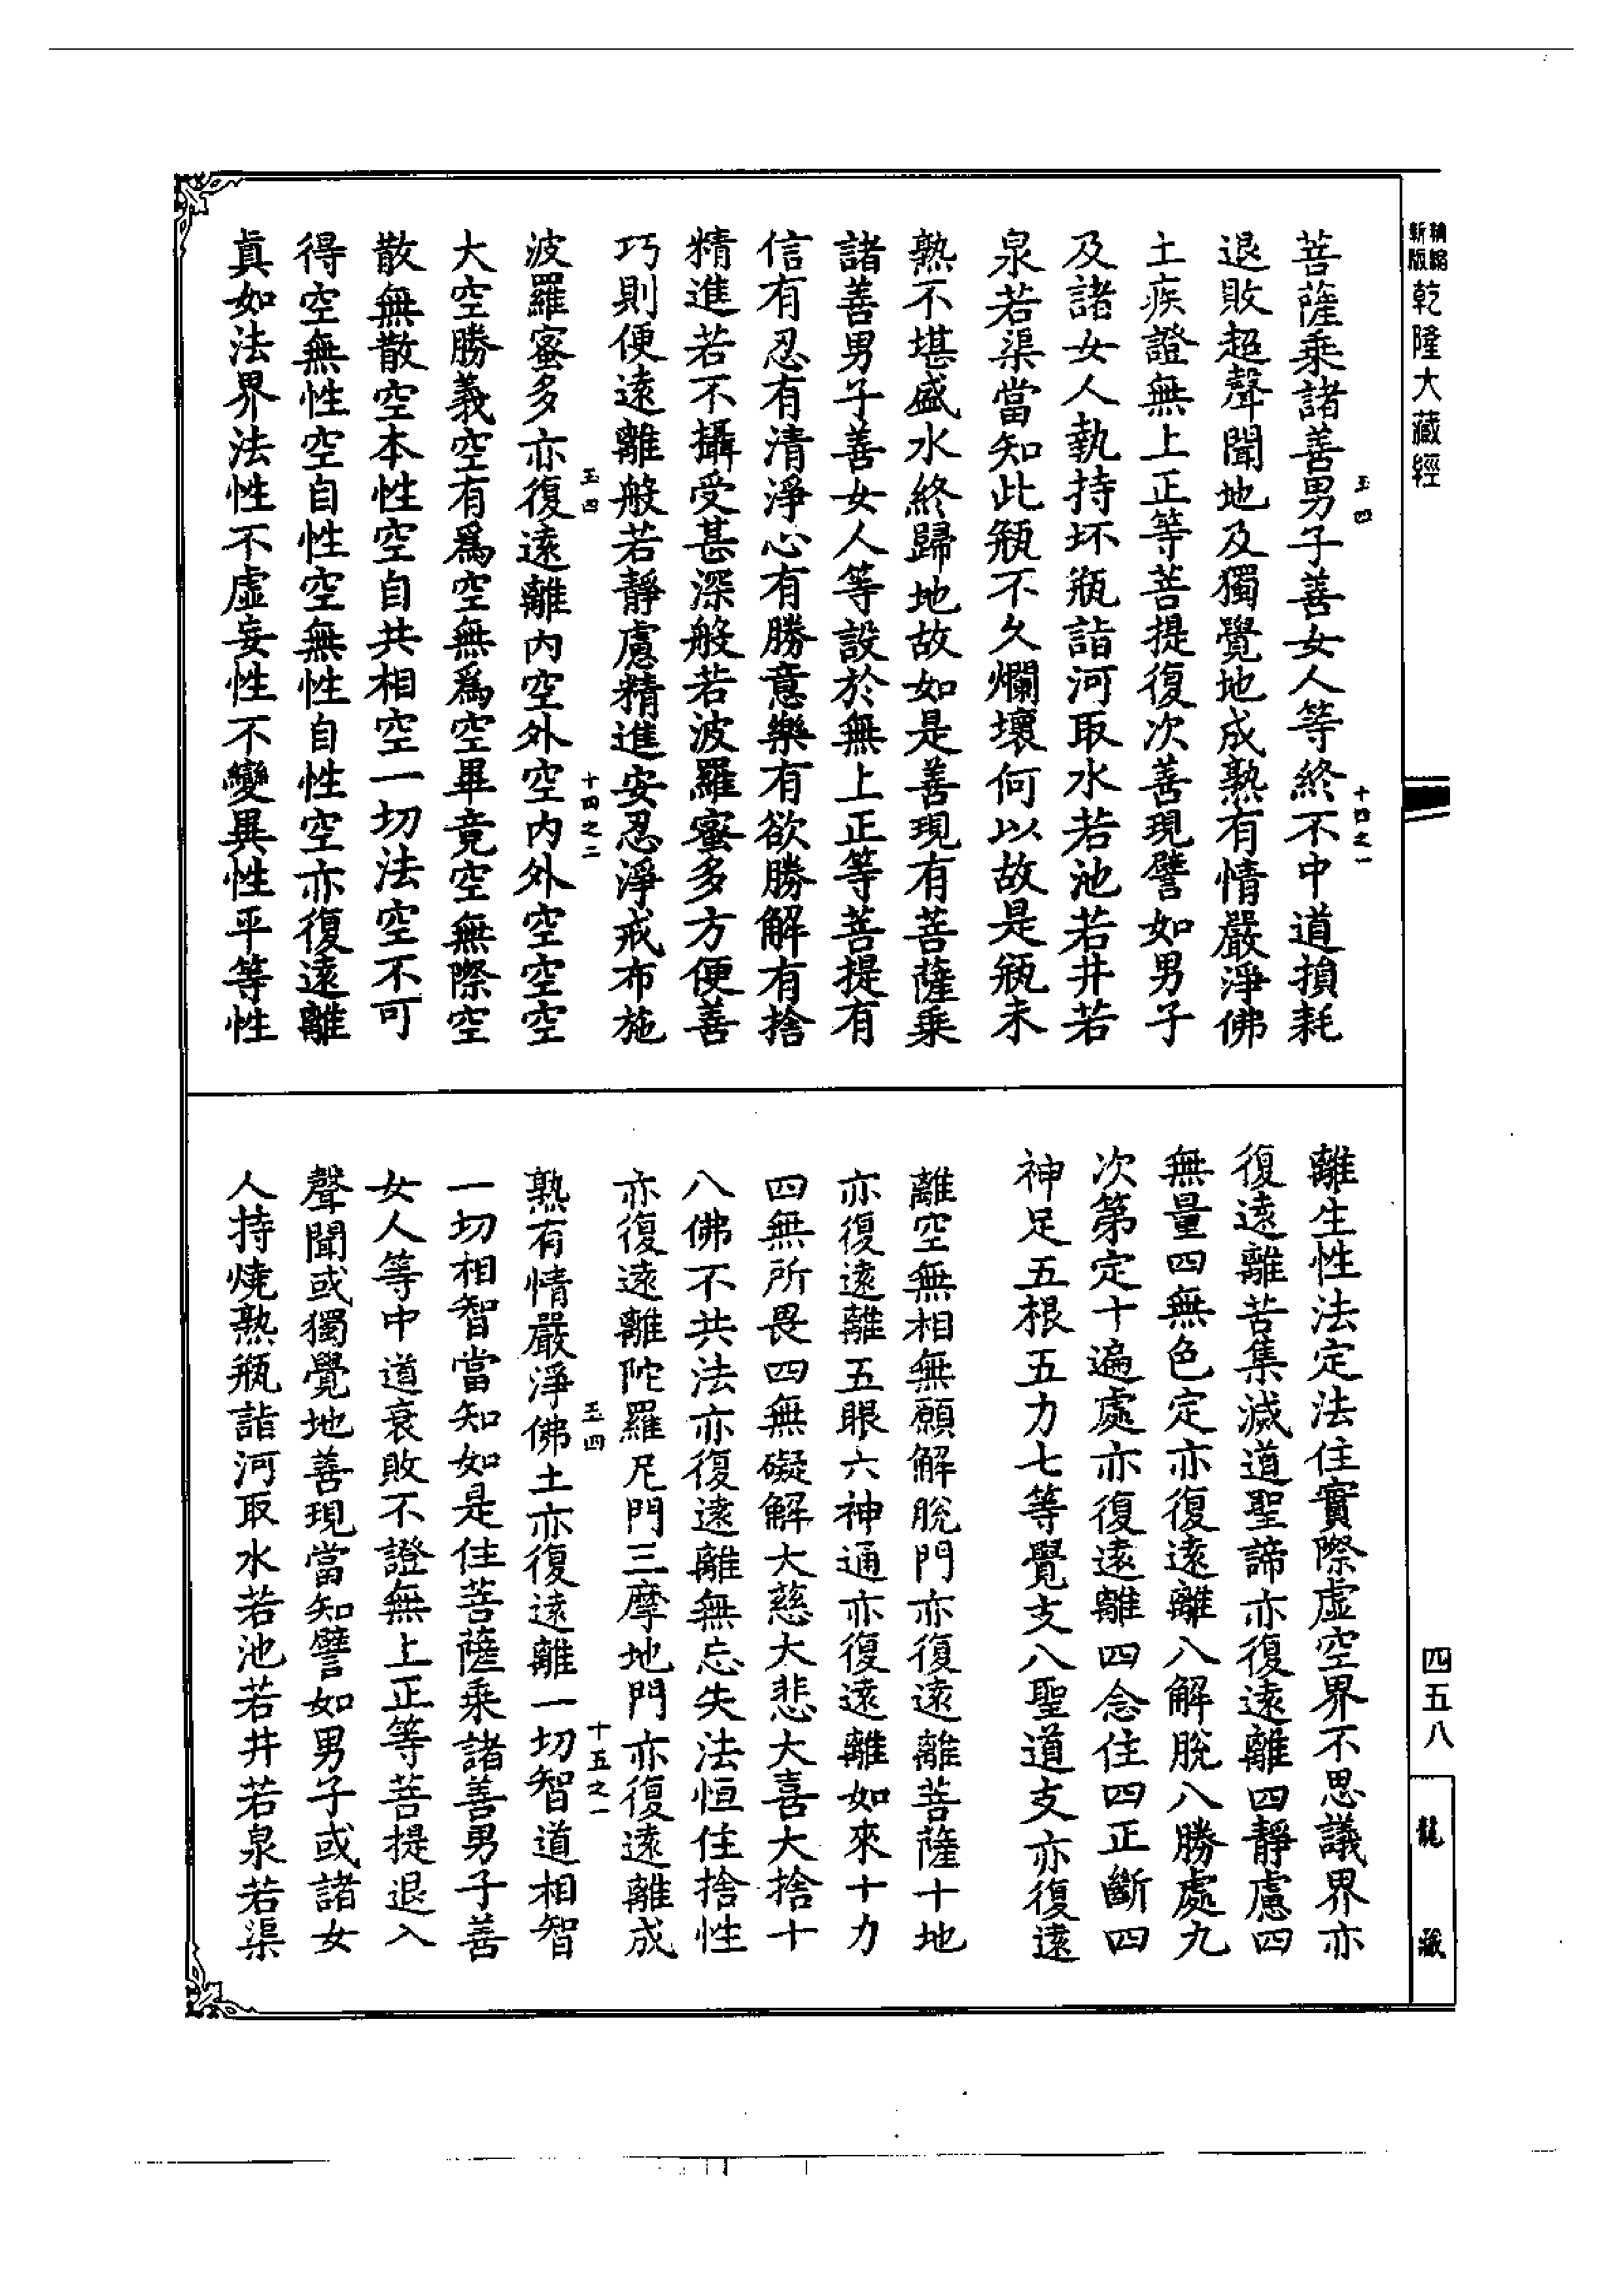 新版
精縮
乾隆大藏經
菩薩乘諸善男子善女人等終不中道損耗
玉四
十四之一
退敗超聲聞地及獨覺地成熟有情嚴淨佛
土疾證無上正等菩提復次善現譬如男子
及諸女人執持坏瓶詣河取水若池若井若
泉若渠當知此瓶不久爛壞何以故是瓶未
熟不堪盛水終歸地故如是善現有菩薩乘
諸善男子善女人等設於無上正等菩提有
信有忍有清淨心有勝意樂有欲勝解有捨
精進若不攝受甚深般若波羅蜜多方便善
巧則便遠離般若靜慮精進安忍淨戒布施
波羅蜜多亦復遠離內空外空內外空空空
玉四
十四之二
大空勝義空有為空無為空畢竟空無際空
散無散空本性空自共相空一切法空不可
得空無性空自性空無性自性空亦復遠離
真如法界法性不虛妄性不變異性平等性
離生性法定法住實際虛空界不思議界亦
復遠離苦集滅道聖諦亦復遠離四靜慮四
無量四無色定亦復遠離八解脫八勝處九
次第定十遍處亦復遠離四念住四正斷四
神足五根五力七等覺支八聖道支亦復遠
離空無相無願解脫門亦復遠離菩薩十地
亦復遠離五眼六神通亦復遠離如來十力
四無所畏四無礙解大慈大悲大喜大捨十
八佛不共法亦復遠離無忘失法恒住捨性
亦復遠離陀羅尼門三摩地門亦復遠離成
熟有情嚴淨佛土亦復遠離一切智道相智
玉四
十五之一
一切相智當知如是住菩薩乘諸善男子善
女人等中道衰敗不證無上正等菩提退入
聲聞或獨覺地善現當知譬如男子或諸女
人持燒熟瓶詣河取水若池若井若泉若渠
四五八
龍藏